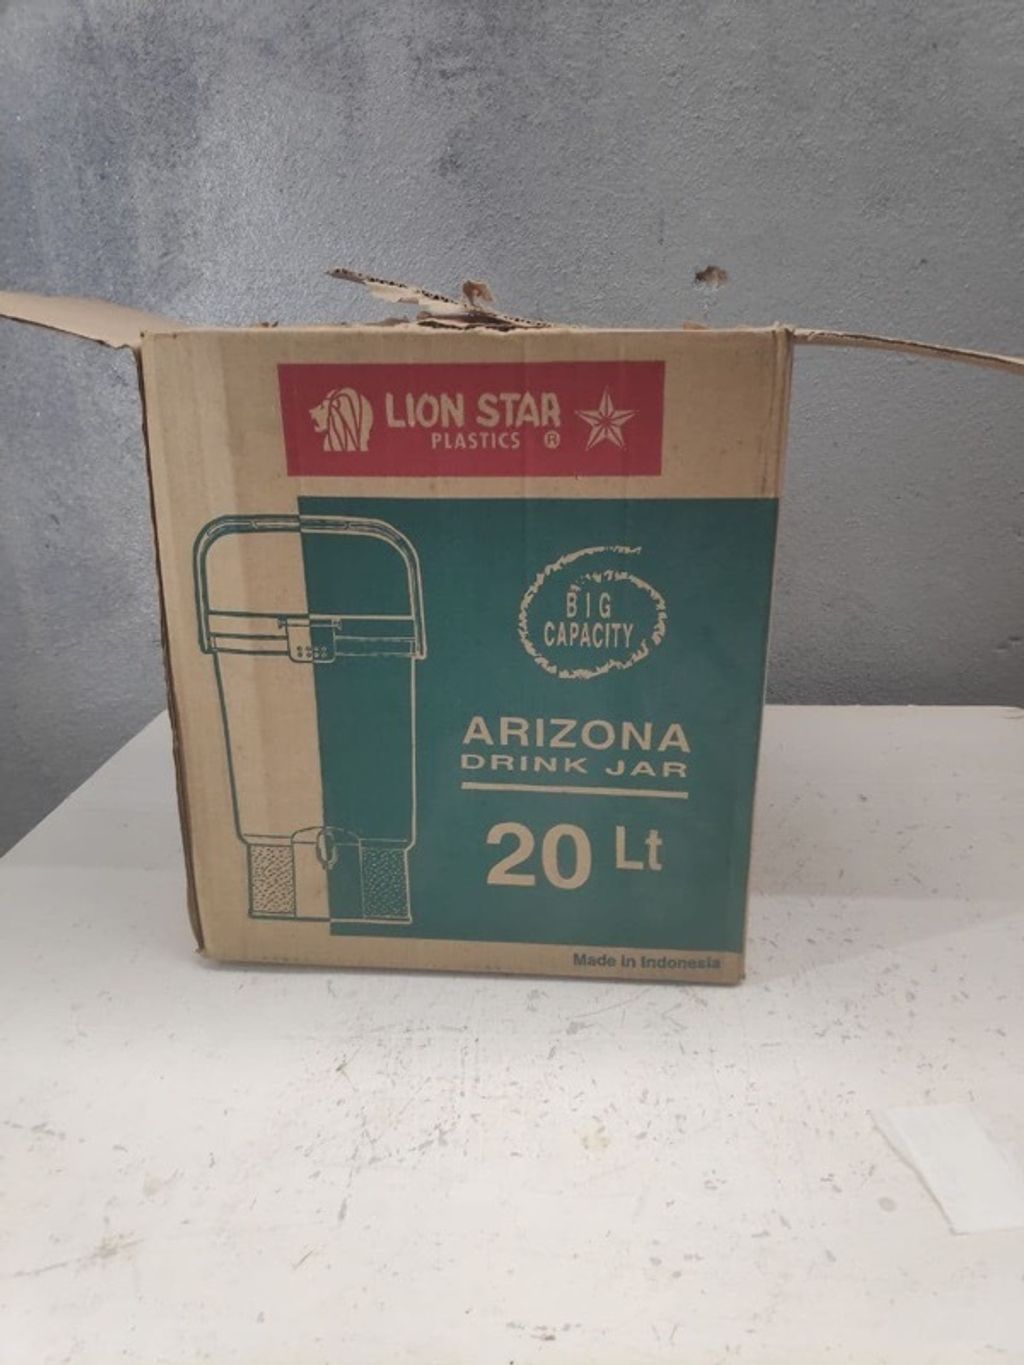 LION STAR
PLASTICS ®
BIG
CAPACITY
ARIZONA
DRINK JAR
20 Lt
Made in Indonesia